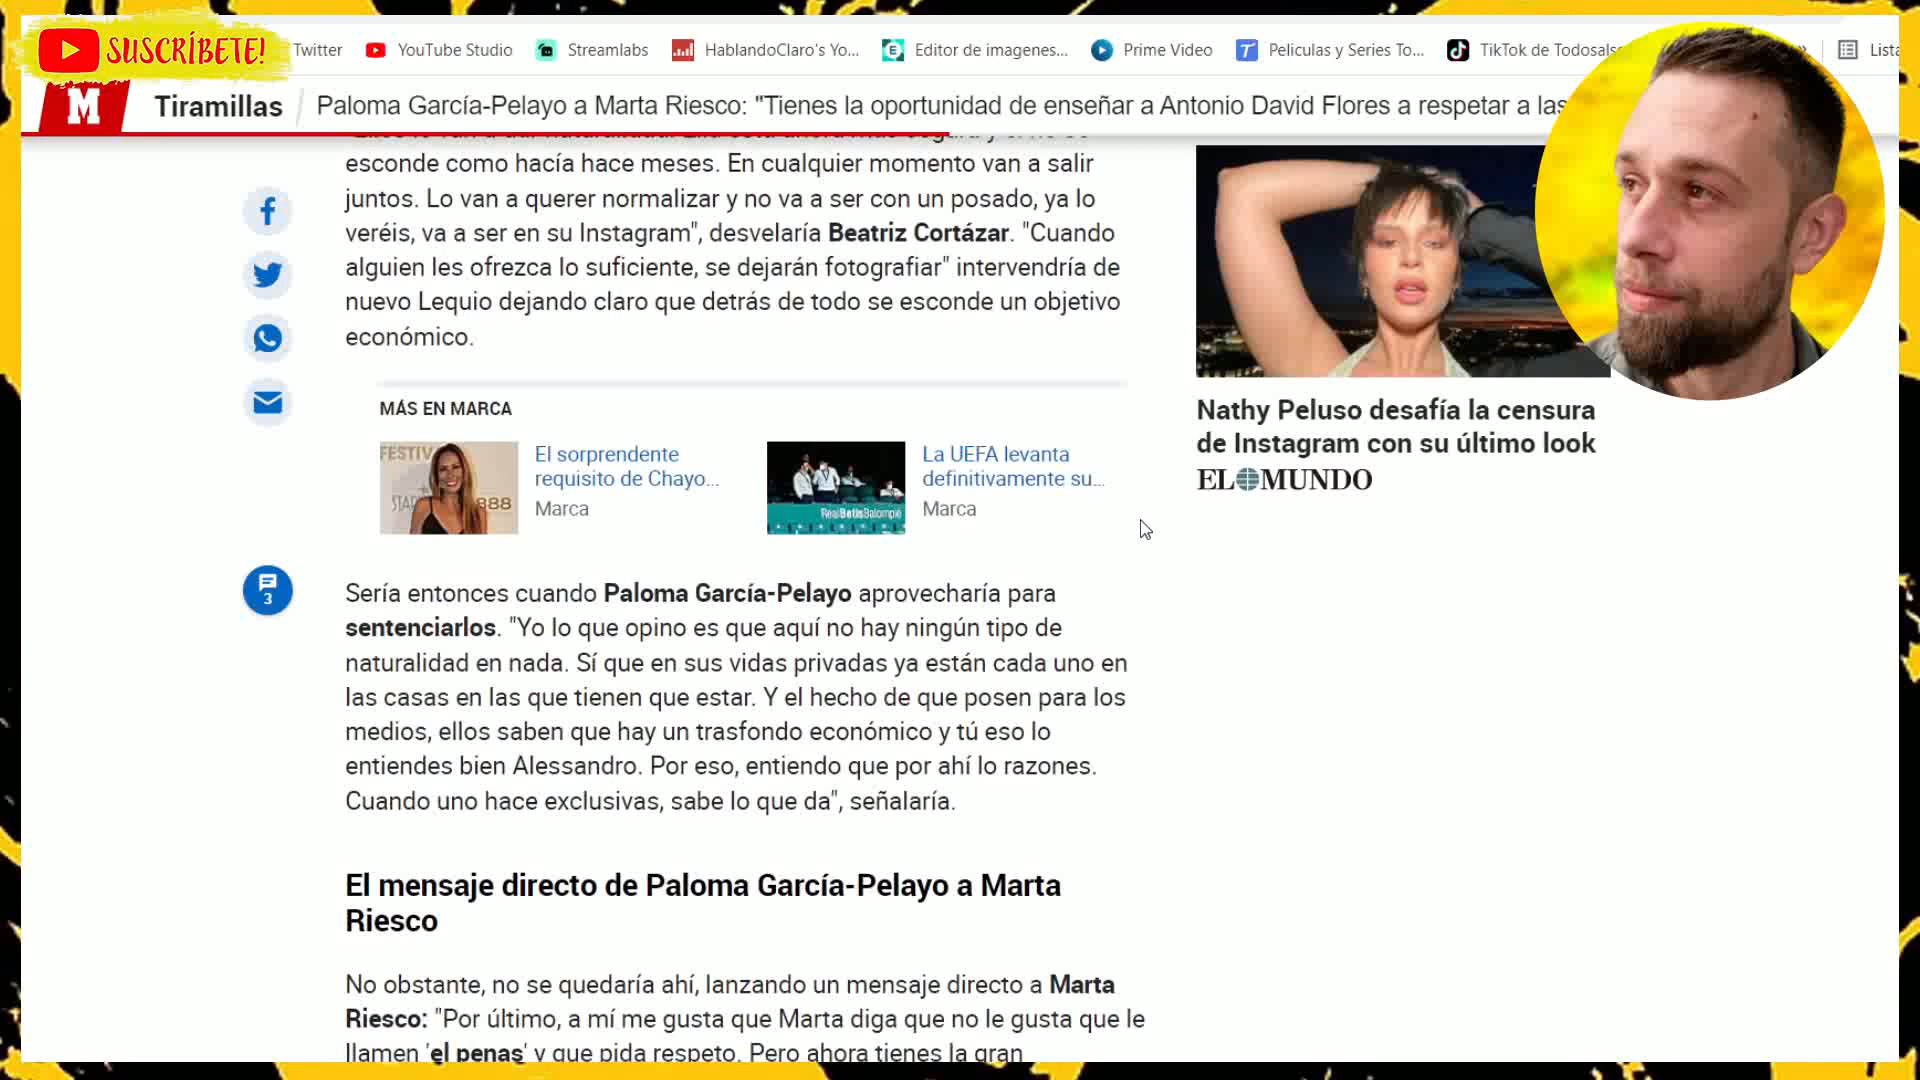 SUSCRÍBETE!
Twitter
YouTube Studio
Streamlabs
HablandoClaro's Yo...
Editor de imagenes...
Prime Video
Peliculas y Series To...
TikTok de Todosals
»
Lista
M
Tiramillas
Paloma García-Pelayo a Marta Riesco: "Tienes la oportunidad de enseñar a Antonio David Flores a respetar a las
esconde como hacía hace meses. En cualquier momento van a salir
juntos. Lo van a querer normalizar y no va a ser con un posado, ya lo
veréis, va a ser en su Instagram", desvelaría Beatriz Cortázar. "Cuando
alguien les ofrezca lo suficiente, se dejarán fotografiar" intervendría de
nuevo Lequio dejando claro que detrás de todo se esconde un objetivo
económico.
MÁS EN MARCA
FESTIV
STAR
888
El sorprendente
requisito de Chayo...
Marca
RealBetisBalompié
La UEFA levanta
definitivamente su...
Marca
Nathy Peluso desafía la censura
de Instagram con su último look
EL MUNDO
3
Sería entonces cuando Paloma García-Pelayo aprovecharía para
sentenciarlos. "Yo lo que opino es que aquí no hay ningún tipo de
naturalidad en nada. Sí que en sus vidas privadas ya están cada uno en
las casas en las que tienen que estar. Y el hecho de que posen para los
medios, ellos saben que hay un trasfondo económico y tú eso lo
entiendes bien Alessandro. Por eso, entiendo que por ahí lo razones.
Cuando uno hace exclusivas, sabe lo que da", señalaría.
El mensaje directo de Paloma García-Pelayo a Marta
Riesco
No obstante, no se quedaría ahí, lanzando un mensaje directo a Marta
Riesco: "Por último, a mí me gusta que Marta diga que no le gusta que le
llamen 'el penas' y que pida respeto. Pero ahora tienes la gran